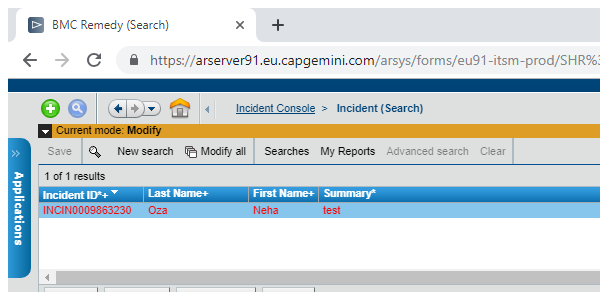 BMC Remedy (Search)
https://arserver91.eu.capgemini.com/arsys/forms/eu91-itsm-prod/SHR%
Incident Console > Incident (Search)
Current mode: Modify
Save New search Modify all Searches My Reports Advanced search Clear
1 of 1 results
Incident ID*+ Last Name+ First Name+ Summary*
INCIN0009863230 Oza Neha test
Applications